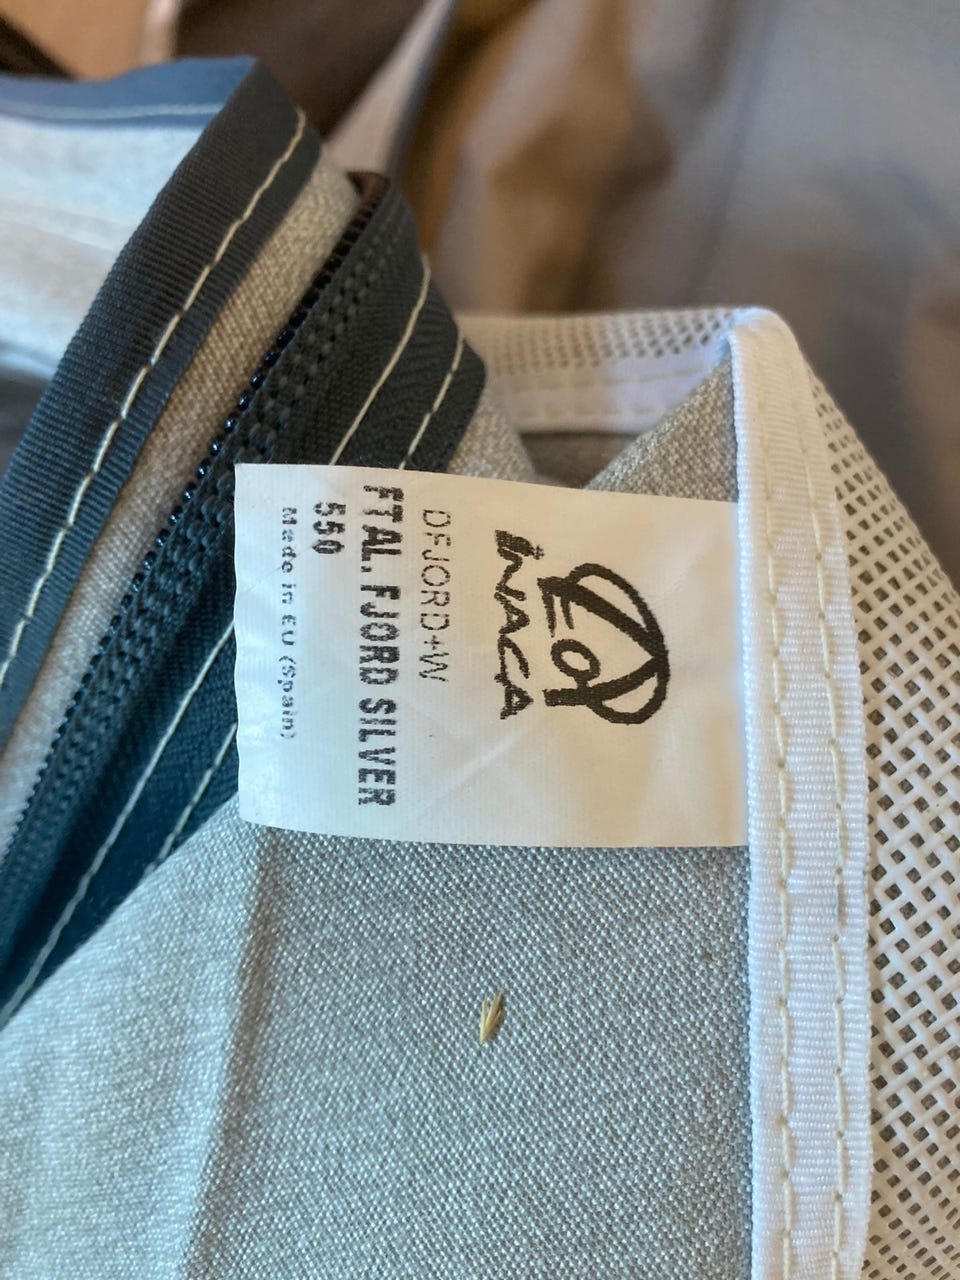 inaca
DFJORD+W
FTAL. FJORD SILVER
550
Made in EU (Spain)